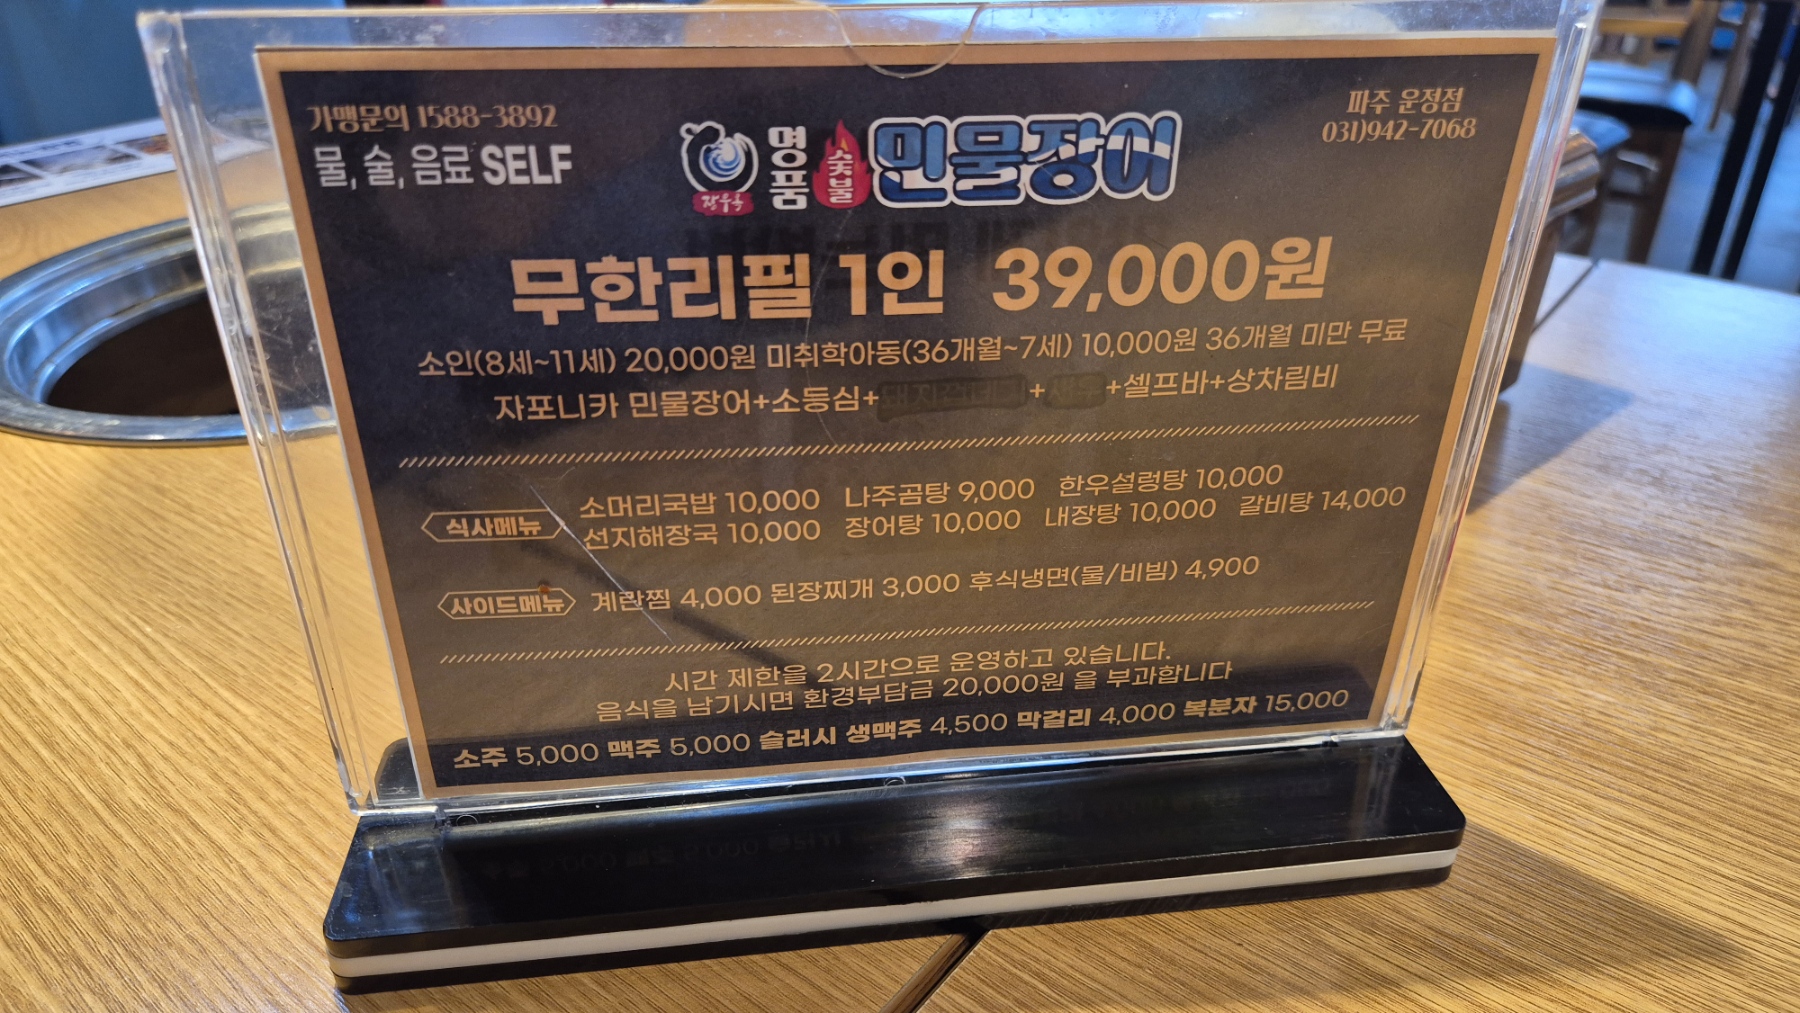 가맹문의 1588-3892
물, 술, 음료 SELF
장우옥 명품 숯불 민물장어
파주 운정점
031)942-7068
무한리필 1인 39,000원
소인(8세~11세) 20,000원 미취학아동(36개월~7세) 10,000원 36개월 미만 무료
자포니카 민물장어+소등심+ + 새우 +셀프바+상차림비
식사메뉴
소머리국밥 10,000 나주곰탕 9,000 한우설렁탕 10,000
선지해장국 10,000 장어탕 10,000 내장탕 10,000 갈비탕 14,000
사이드메뉴 계란찜 4,000 된장찌개 3,000 후식냉면(물/비빔) 4,900
시간 제한을 2시간으로 운영하고 있습니다.
음식을 남기시면 환경부담금 20,000원 을 부과합니다
소주 5,000 맥주 5,000 슬러시 생맥주 4,500 막걸리 4,000 복분자 15,000